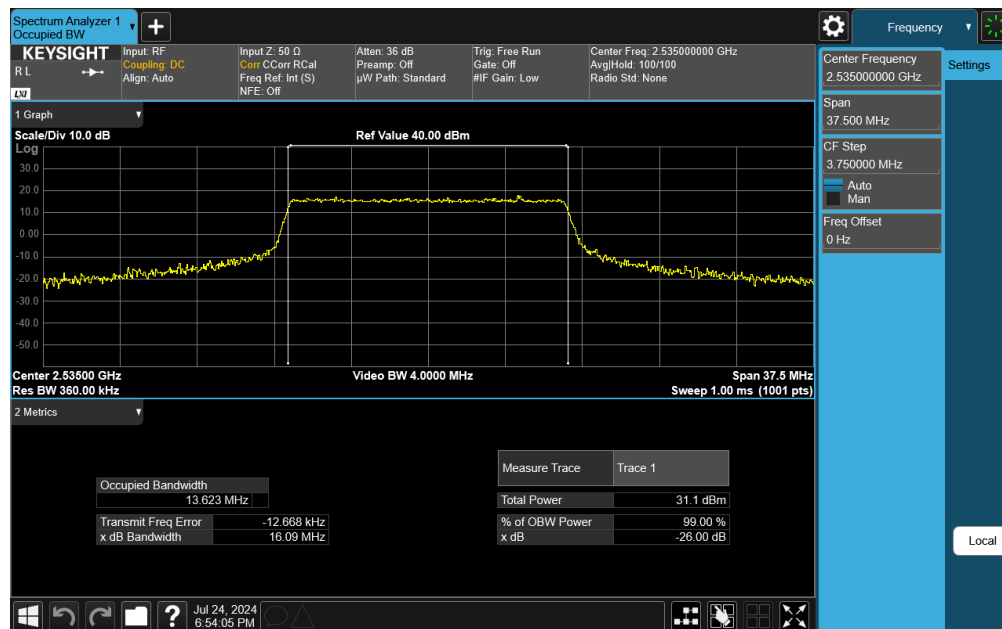 Spectrum Analyzer 1
Occupied BW
+
Frequency
KEYSIGHT
R L
LXI
Input: RF
Coupling: DC
Align: Auto
Input Z: 50 Ω
Corr CCorr RCal
Freq Ref: Int (S)
NFE: Off
Atten: 36 dB
Preamp: Off
µW Path: Standard
Trig: Free Run
Gate: Off
#IF Gain: Low
Center Freq: 2.535000000 GHz
Avg|Hold: 100/100
Radio Std: None
Center Frequency
2.535000000 GHz
Settings
Span
37.500 MHz
CF Step
3.750000 MHz
Auto
Man
Freq Offset
0 Hz
1 Graph
Scale/Div 10.0 dB
Ref Value 40.00 dBm
Log
30.0
20.0
10.0
0.00
-10.0
-20.0
-30.0
-40.0
-50.0
Center 2.53500 GHz
Video BW 4.0000 MHz
Span 37.5 MHz
Res BW 360.00 kHz
Sweep 1.00 ms (1001 pts)
2 Metrics
Measure Trace
Trace 1
Occupied Bandwidth
13.623 MHz
Total Power
31.1 dBm
Transmit Freq Error
-12.668 kHz
% of OBW Power
99.00 %
x dB Bandwidth
16.09 MHz
x dB
-26.00 dB
Local
?
Jul 24, 2024
6:54:05 PM